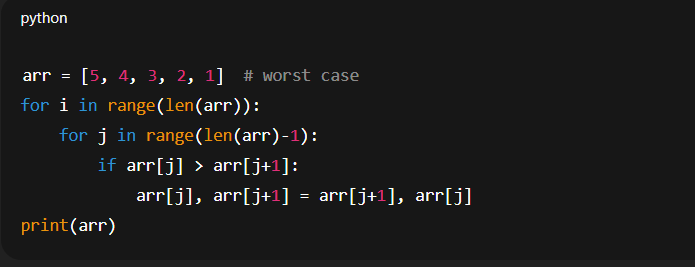 python
arr = [5, 4, 3, 2, 1]  # worst case
for i in range(len(arr)):
    for j in range(len(arr)-1):
        if arr[j] > arr[j+1]:
            arr[j], arr[j+1] = arr[j+1], arr[j]
print(arr)